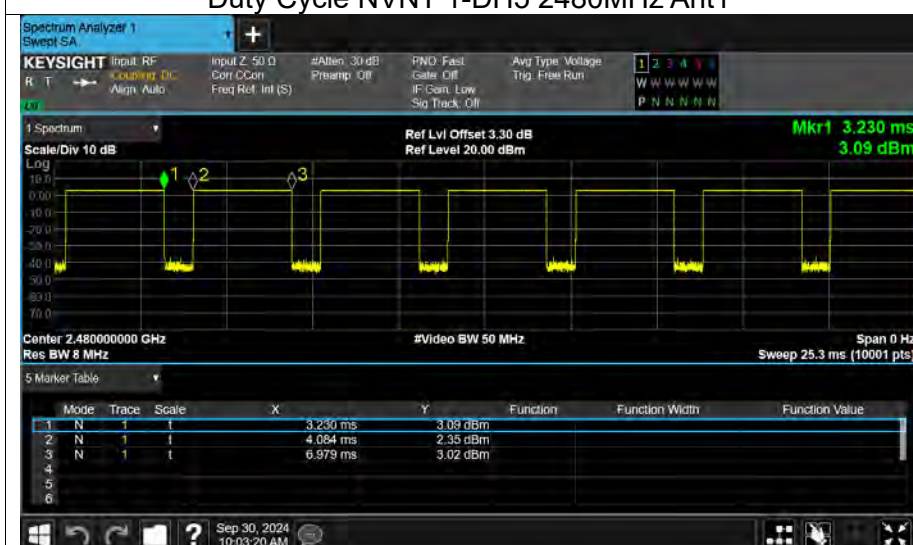 Duty Cycle NVNT 1-DH5 2480MHz Ant1
Spectrum Analyzer 1
Swept SA
+
KEYSIGHT Input: RF Input Z: 50 Ω #Atten: 30 dB PNO: Fast Avg Type: Voltage 1 2 3 4 5 6
R T Coupling: DC Corr CCorr Preamp: Off Gate: Off Trig: Free Run W W W W W W
Align: Auto Freq Ref: Int (S) IF Gain: Low
Sig Track: Off P N N N N N
1 Spectrum Ref Lvl Offset 3.30 dB Mkr1 3.230 ms
Scale/Div 10 dB Ref Level 20.00 dBm 3.09 dBm
Log
10.0 1 2 3
0.00
-10.0
-20.0
-30.0
-40.0
-50.0
-60.0
-70.0
Center 2.480000000 GHz #Video BW 50 MHz Span 0 Hz
Res BW 8 MHz Sweep 25.3 ms (10001 pts)
5 Marker Table
Mode Trace Scale X Y Function Function Width Function Value
1 N 1 t 3.230 ms 3.09 dBm
2 N 1 t 4.084 ms 2.35 dBm
3 N 1 t 6.979 ms 3.02 dBm
4
5
6
? Sep 30, 2024
10:03:20 AM